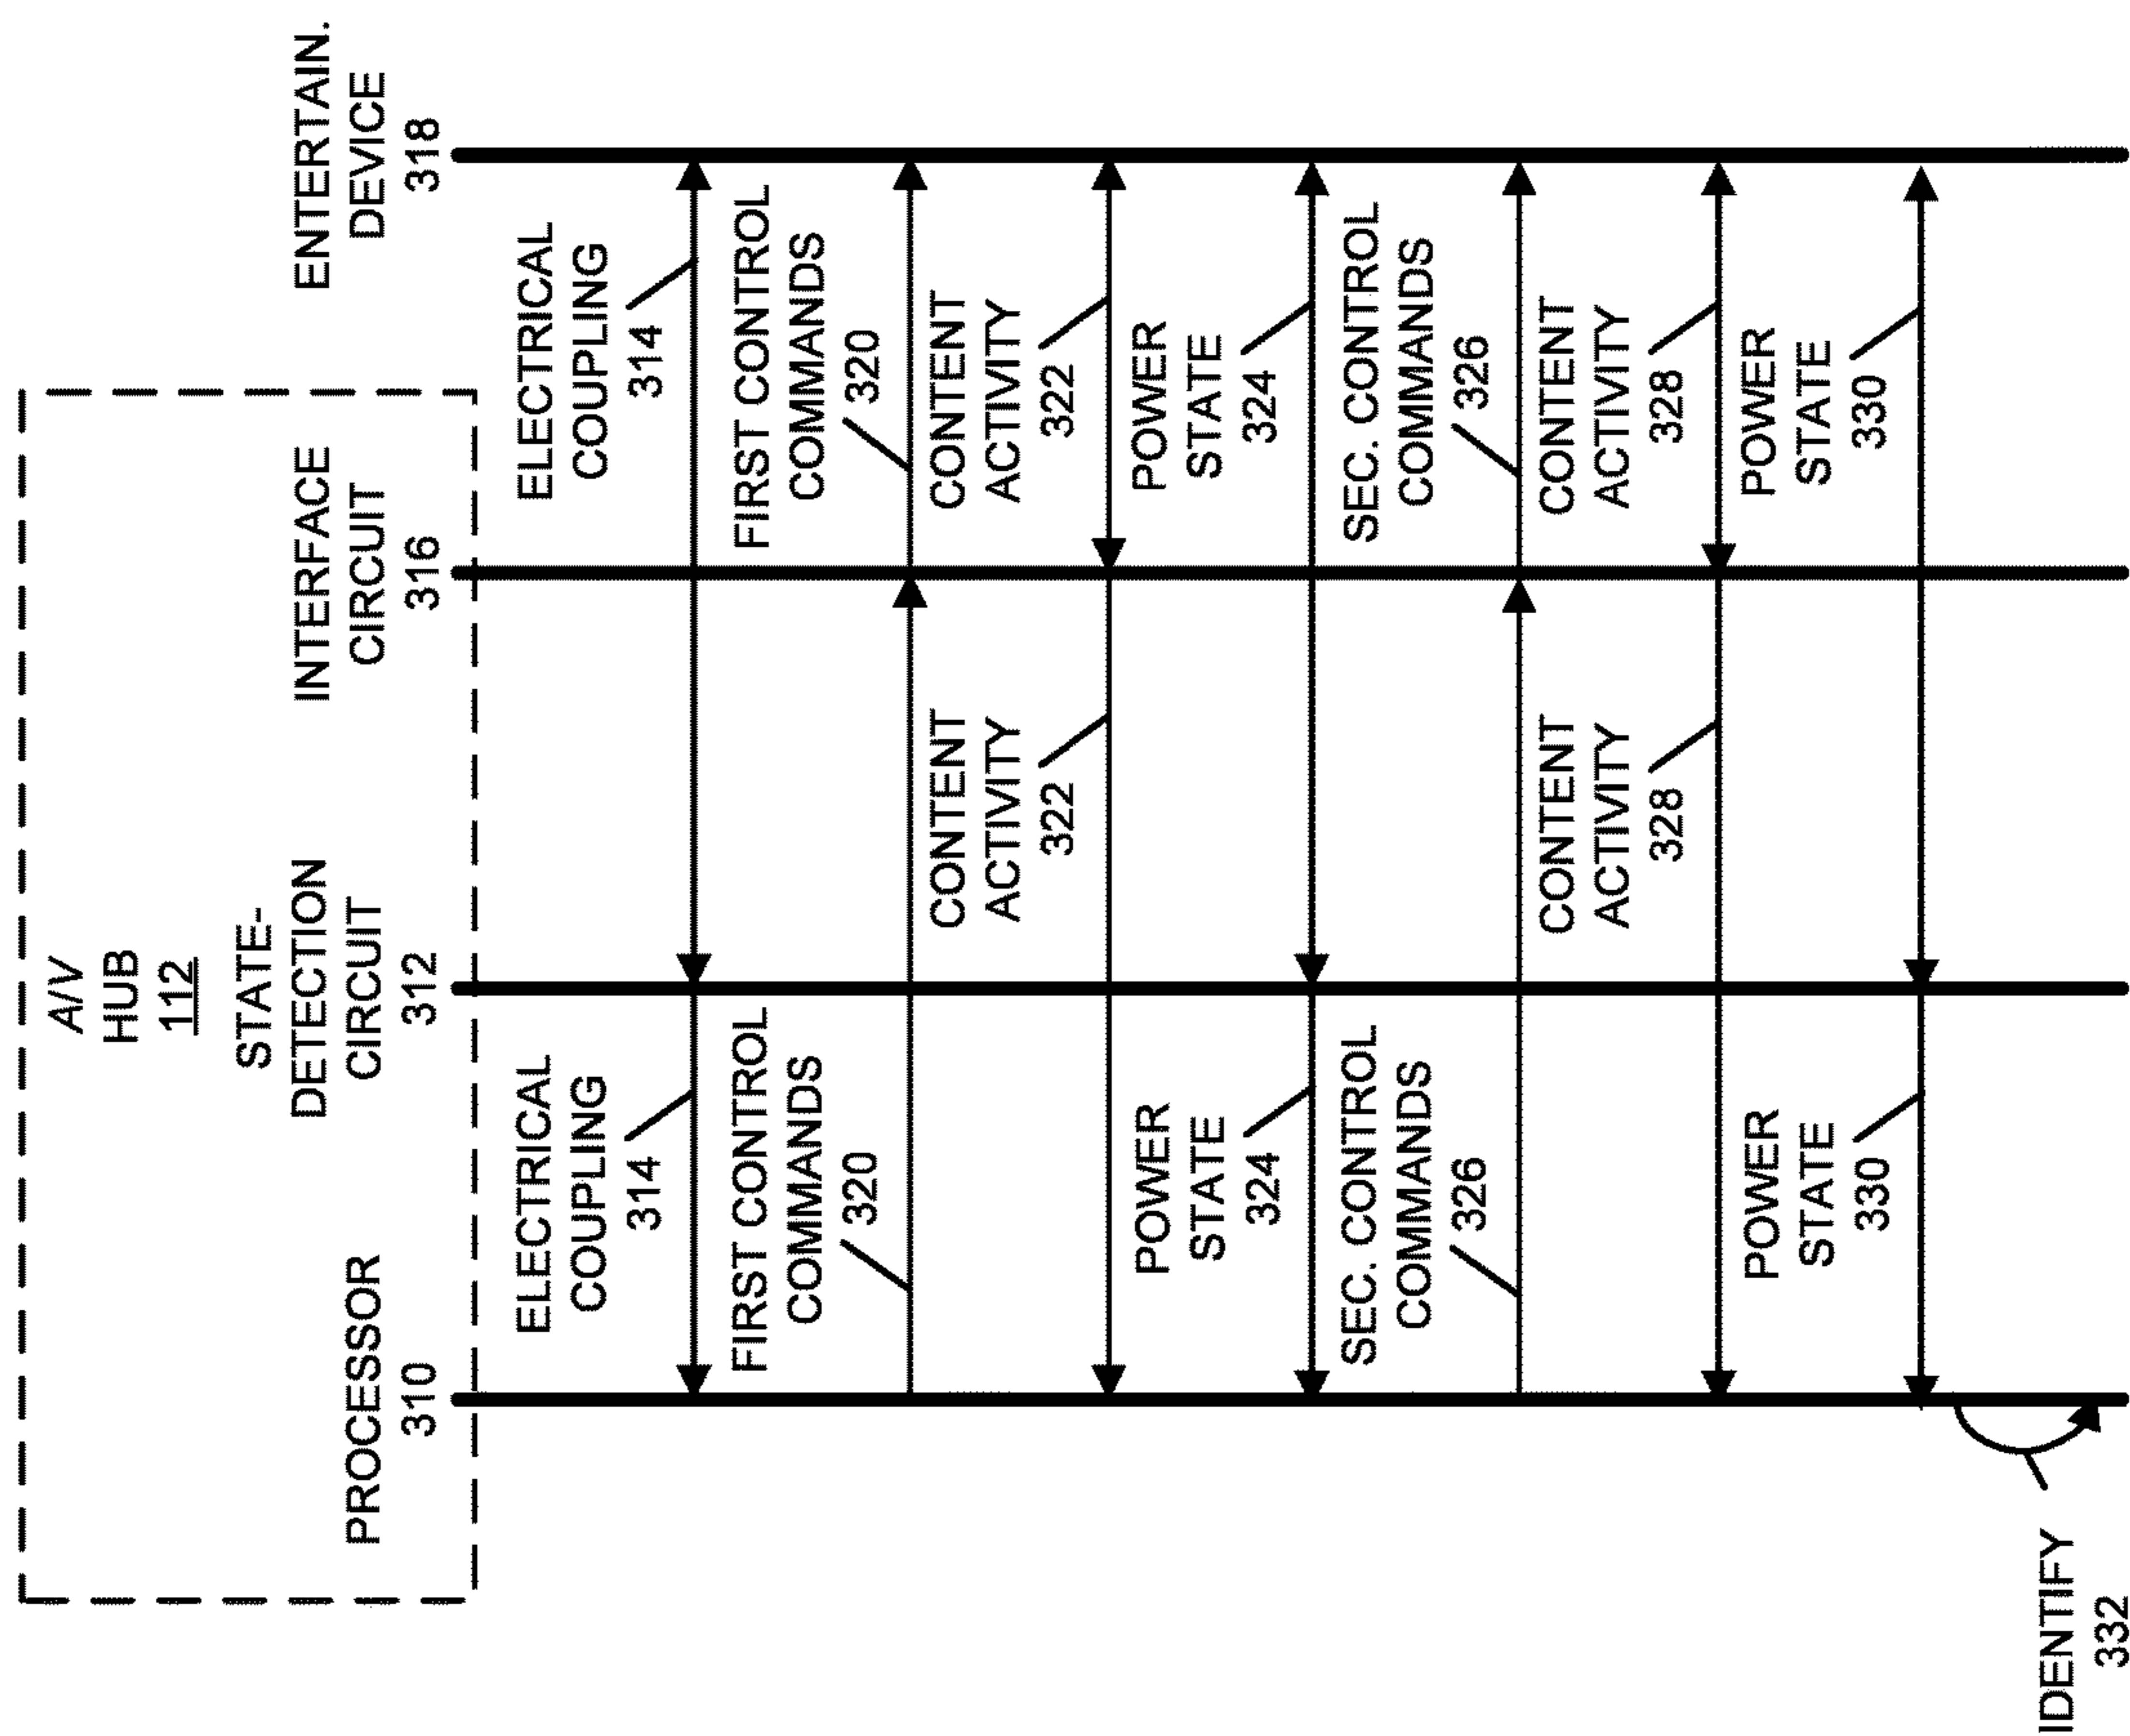 A/V
HUB
112
PROCESSOR
310
STATE-
DETECTION
CIRCUIT
312
INTERFACE
CIRCUIT
316
ENTERTAIN.
DEVICE
318
ELECTRICAL
COUPLING
314
ELECTRICAL
COUPLING
314
FIRST CONTROL
COMMANDS
320
FIRST CONTROL
COMMANDS
320
CONTENT
ACTIVITY
322
CONTENT
ACTIVITY
322
POWER
STATE
324
POWER
STATE
324
SEC. CONTROL
COMMANDS
326
SEC. CONTROL
COMMANDS
326
CONTENT
ACTIVITY
328
CONTENT
ACTIVITY
328
POWER
STATE
330
POWER
STATE
330
IDENTIFY
332